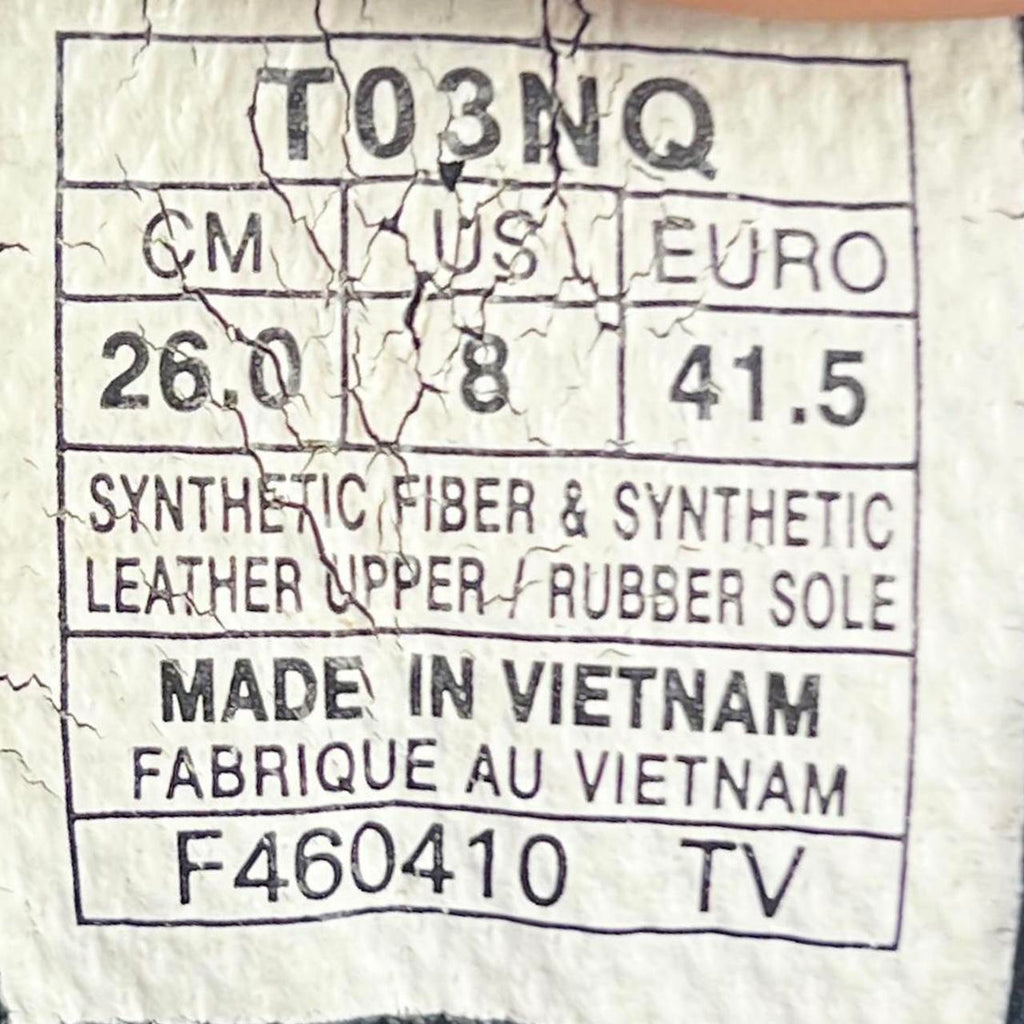 T03NQ
CM US EURO
26.0 8 41.5
SYNTHETIC FIBER & SYNTHETIC
LEATHER UPPER / RUBBER SOLE
MADE IN VIETNAM
FABRIQUE AU VIETNAM
F460410 TV